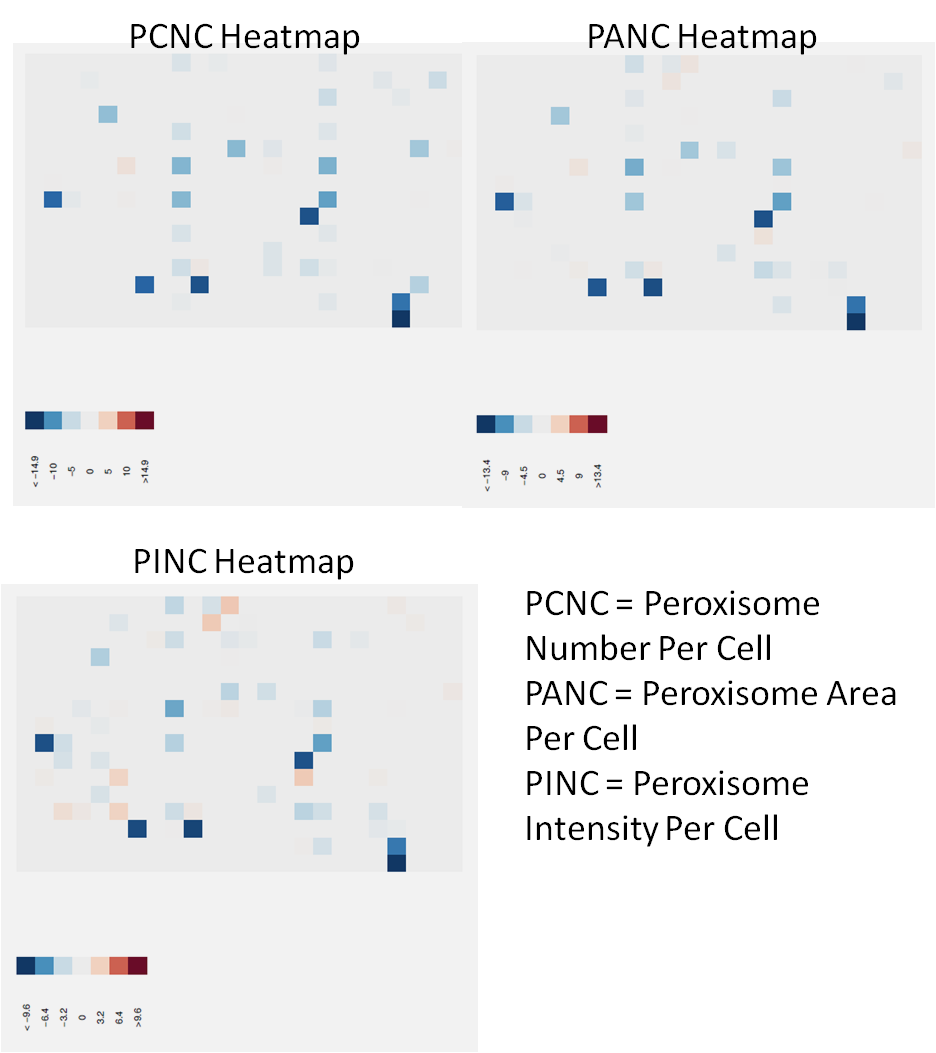 PCNC Heatmap
PANC Heatmap
< -14.9
-10
-5
0
5
10
>14.9
< -13.4
-9
-4.5
0
4.5
9
>13.4
PINC Heatmap
PCNC = Peroxisome
Number Per Cell
PANC = Peroxisome Area
Per Cell
PINC = Peroxisome
Intensity Per Cell
< -9.6
-6.4
-3.2
0
3.2
6.4
>9.6